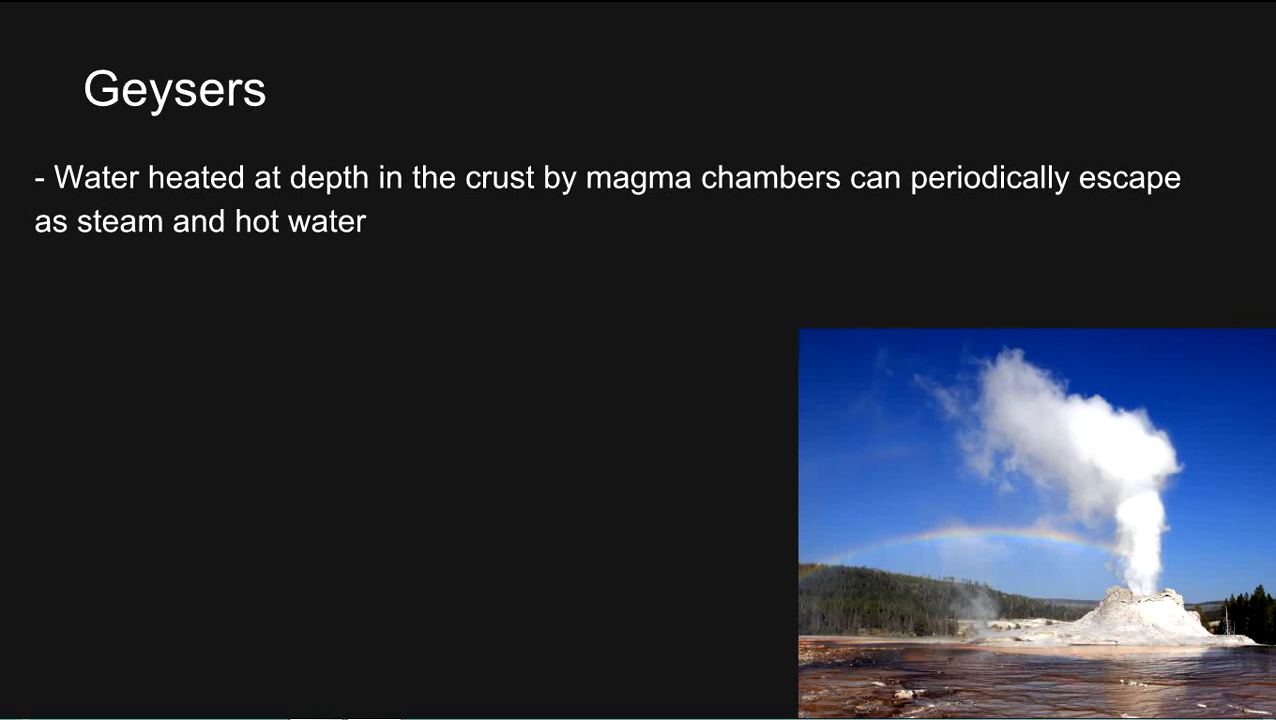 Geysers
- Water heated at depth in the crust by magma chambers can periodically escape
as steam and hot water